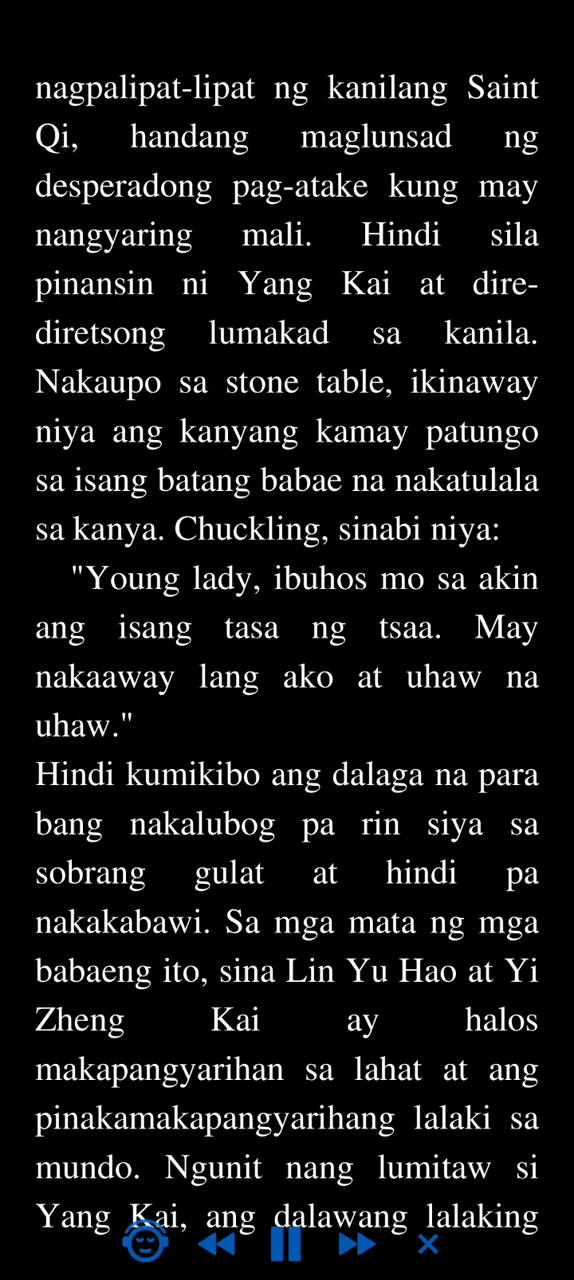 nagpalipat-lipat ng kanilang Saint
Qi, handang maglunsad ng
desperadong pag-atake kung may
nangyaring mali. Hindi sila
pinansin ni Yang Kai at dire-
diretsong lumakad sa kanila.
Nakaupo sa stone table, ikinaway
niya ang kanyang kamay patungo
sa isang batang babae na nakatulala
sa kanya. Chuckling, sinabi niya:
"Young lady, ibuhos mo sa akin
ang isang tasa ng tsaa. May
nakaaway lang ako at uhaw na
uhaw."
Hindi kumikibo ang dalaga na para
bang nakalubog pa rin siya sa
sobrang gulat at hindi pa
nakakabawi. Sa mga mata ng mga
babaeng ito, sina Lin Yu Hao at Yi
Zheng Kai ay halos
makapangyarihan sa lahat at ang
pinakamakapangyarihang lalaki sa
mundo. Ngunit nang lumitaw si
Yang Kai, ang dalawang lalaking